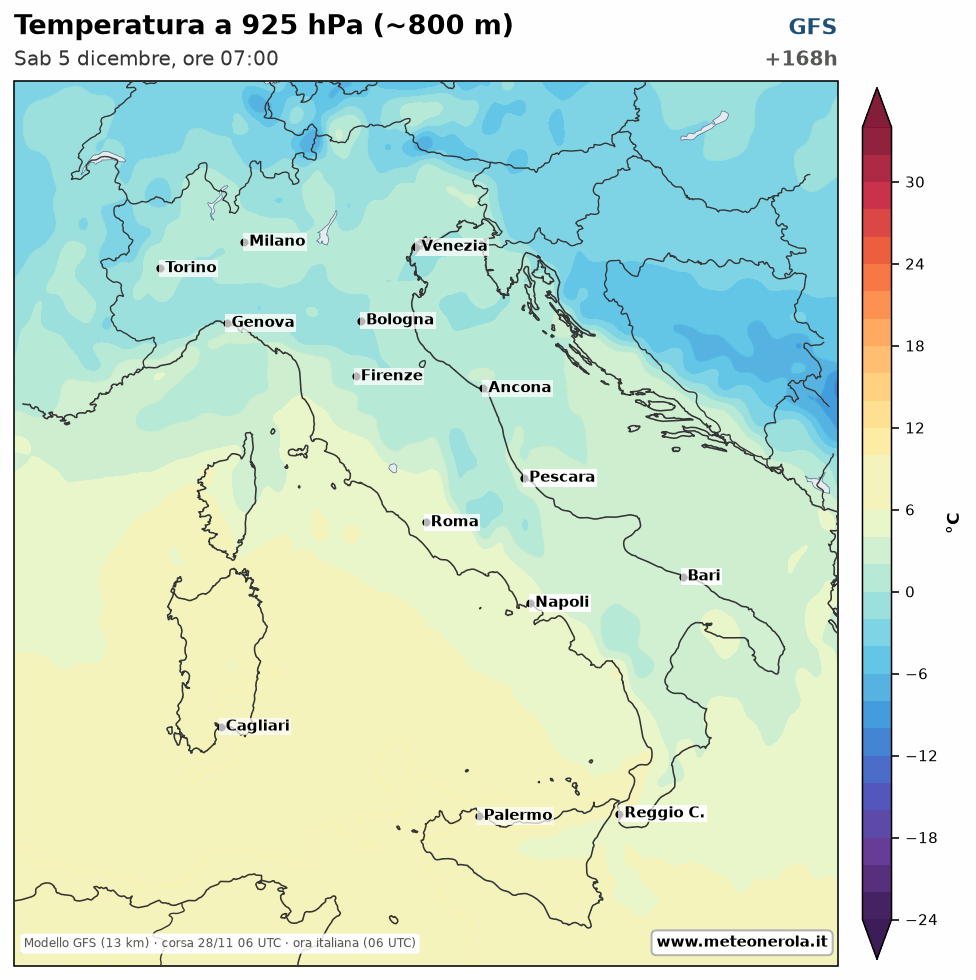 Temperatura a 925 hPa (~800 m)
GFS
Sab 5 dicembre, ore 07:00
+168h
Milano
Venezia
Torino
Genova
Bologna
Firenze
Ancona
Pescara
Roma
Bari
Napoli
Cagliari
Palermo
Reggio C.
30
24
18
12
6
0
−6
−12
−18
−24
°C
Modello GFS (13 km) · corsa 28/11 06 UTC · ora italiana (06 UTC)
www.meteonerola.it